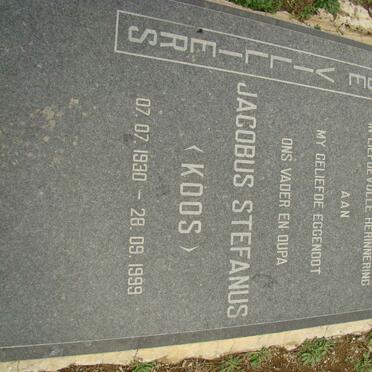 DE VILLIERS
IN LIEFDEVOLLE HERINNERING
AAN
MY GELIEFDE EGGENOOT
ONS VADER EN OUPA
JACOBUS STEFANUS
< KOOS >
07. 07. 1930 – 28. 09. 1999